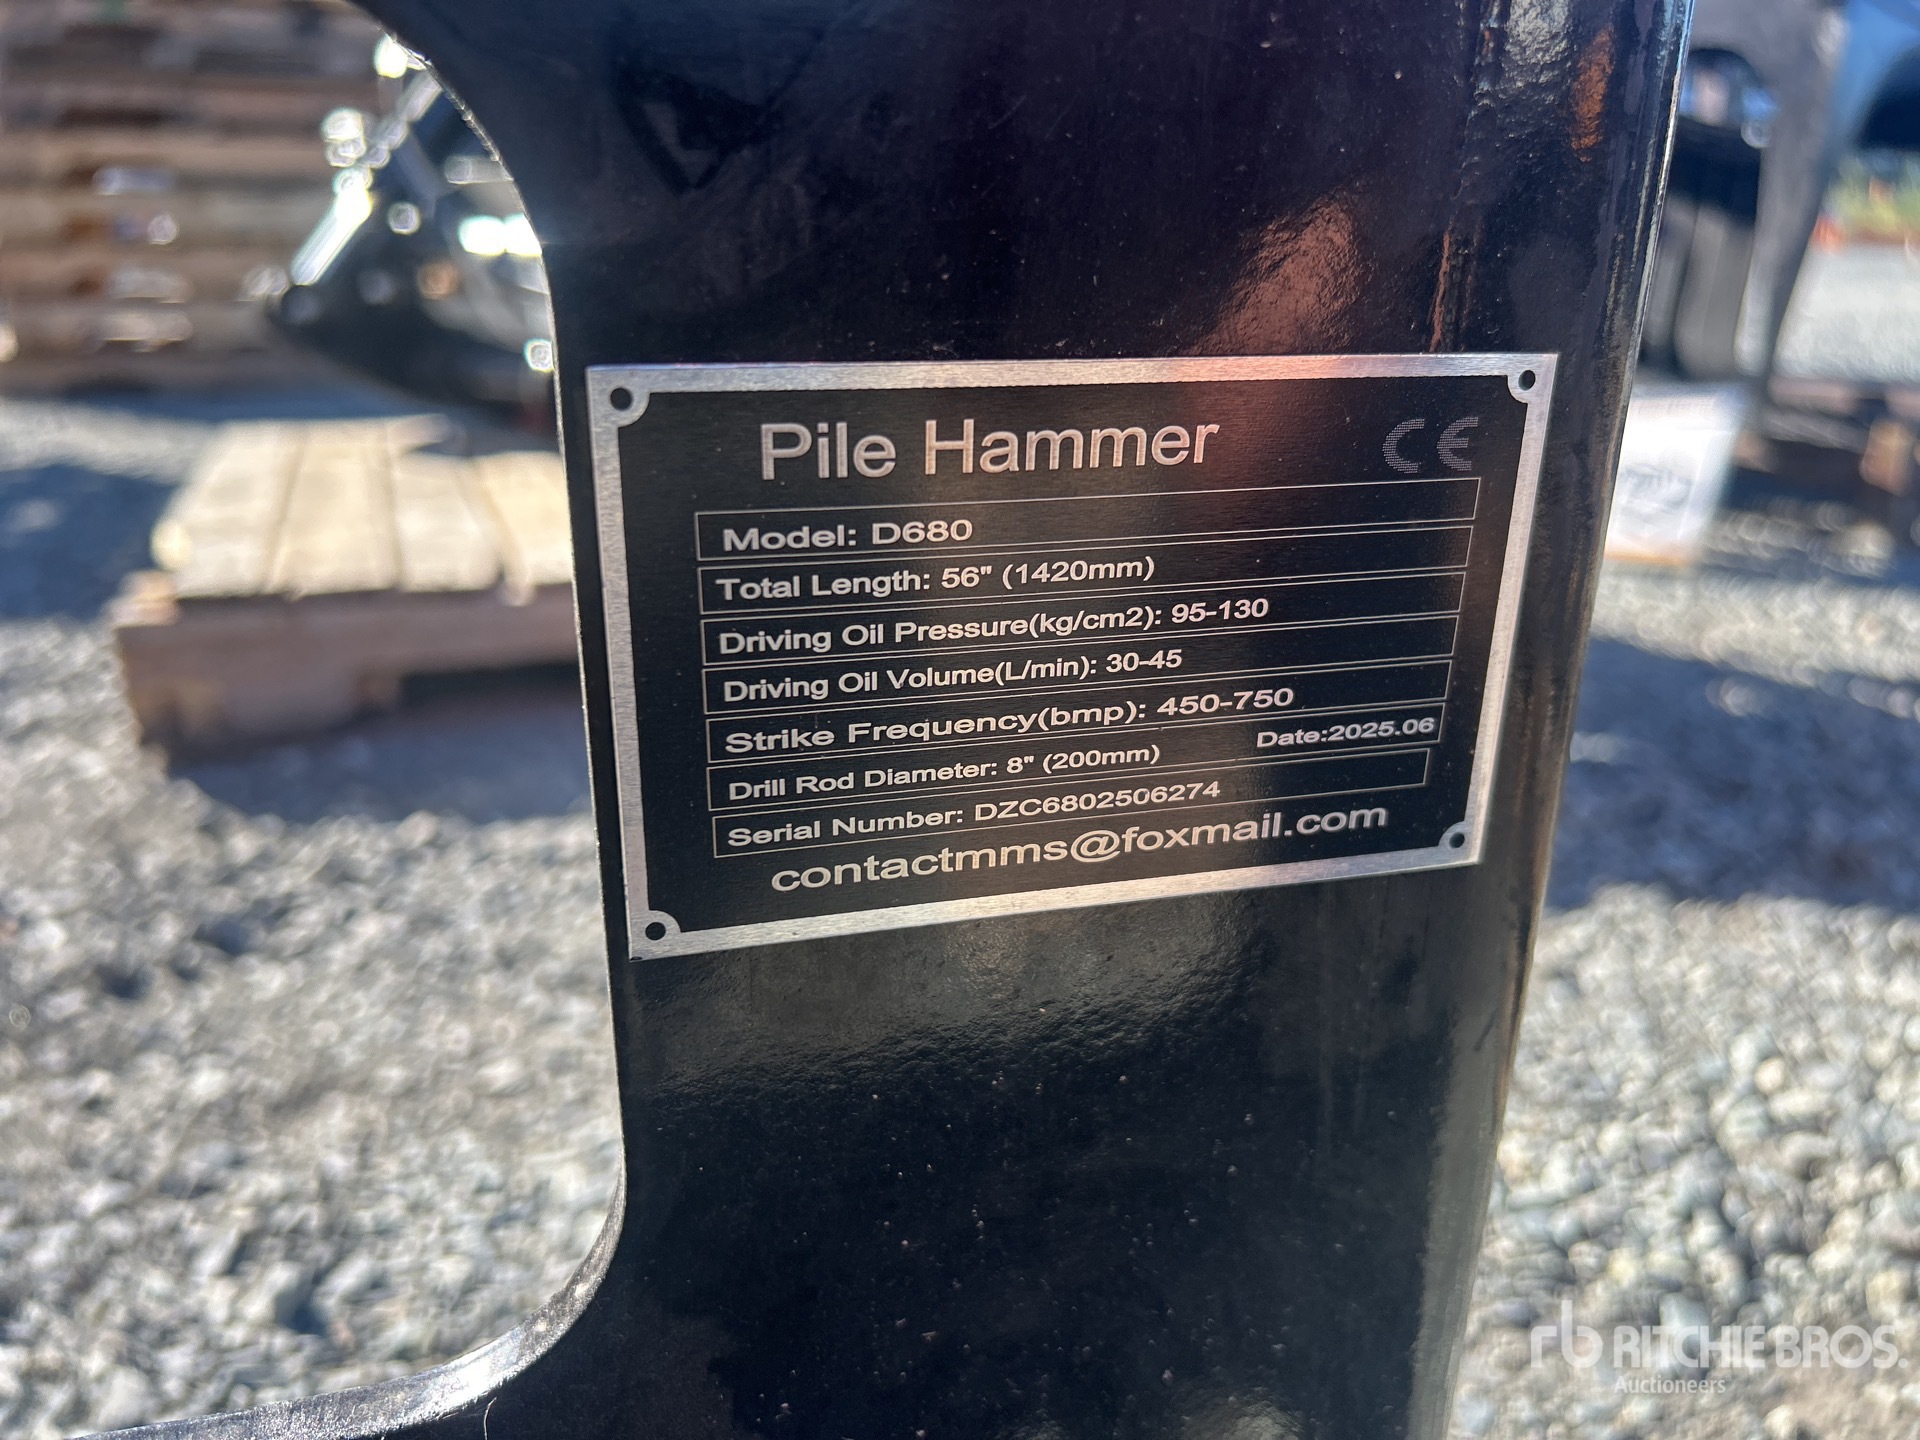 Pile Hammer CE
Model: D680
Total Length: 56" (1420mm)
Driving Oil Pressure(kg/cm2): 95-130
Driving Oil Volume(L/min): 30-45
Strike Frequency(bmp): 450-750
Drill Rod Diameter: 8" (200mm) Date:2025.06
Serial Number: DZC6802506274
contactmms@foxmail.com
rb RITCHIE BROS.
Auctioneers